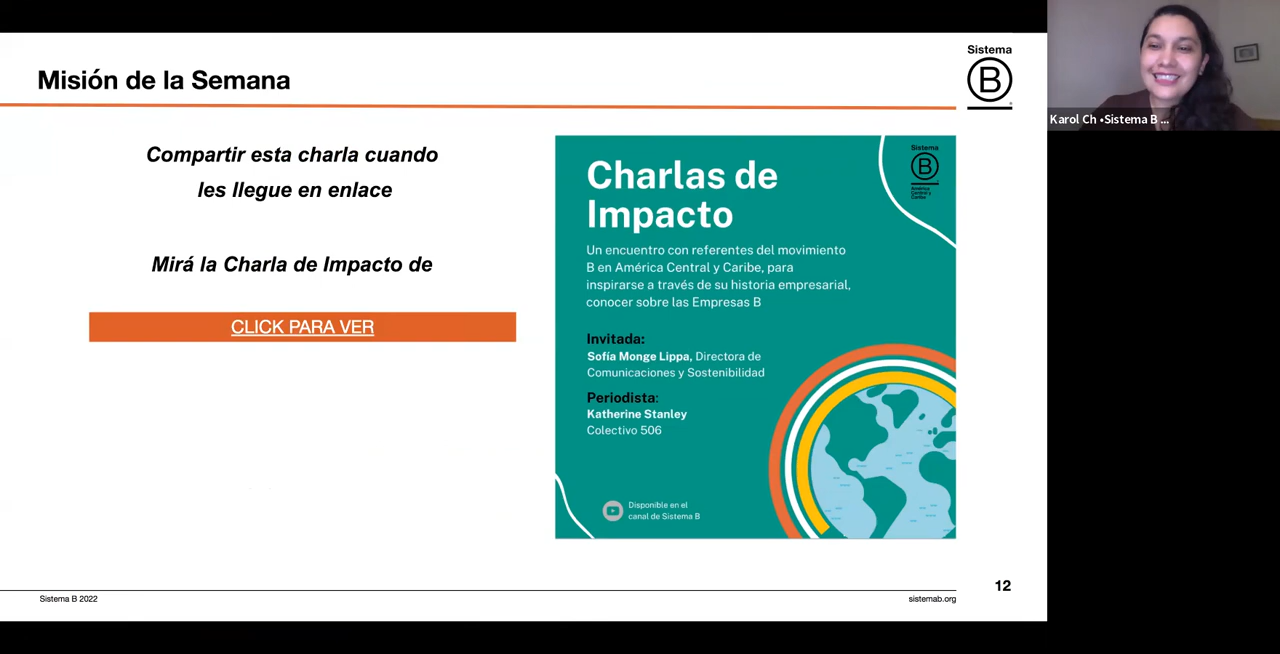 Misión de la Semana
Sistema
B
Compartir esta charla cuando
les llegue en enlace
Mirá la Charla de Impacto de
CLICK PARA VER
Charlas de
Impacto
Sistema
B
América
Central y
Caribe
Un encuentro con referentes del movimiento
B en América Central y Caribe, para
inspirarse a través de su historia empresarial,
conocer sobre las Empresas B
Invitada:
Sofía Monge Lippa, Directora de
Comunicaciones y Sostenibilidad
Periodista:
Katherine Stanley
Colectivo 506
Disponible en el
canal de Sistema B
12
Sistema B 2022
sistemab.org
Karol Ch •Sistema B ...